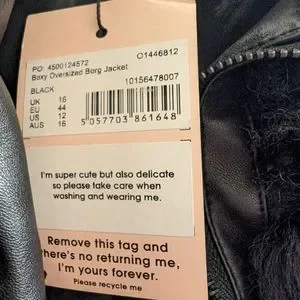 PO: 4500124572 O1446812
Boxy Oversized Borg Jacket
BLACK 10156478007
UK 16
EU 44
US 12
AUS 16
5 057703 861648
I'm super cute but also delicate
so please take care when
washing and wearing me.
Remove this tag and
there's no returning me,
I'm yours forever.
Please recycle me